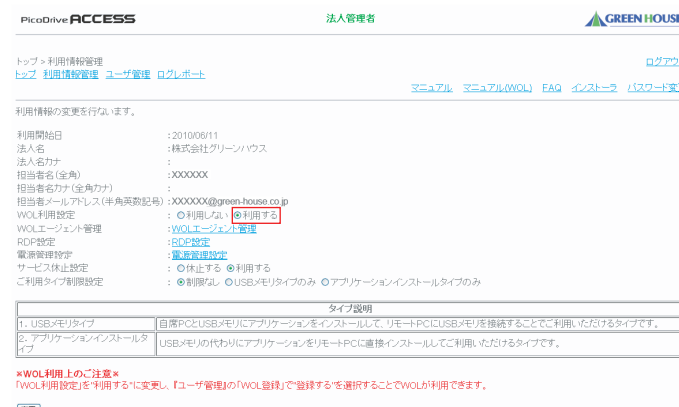 PicoDrive ACCESS 法人管理者 GREEN HOUSE
トップ > 利用情報管理 ログアウ
トップ 利用情報管理 ユーザ管理 ログレポート
マニュアル マニュアル(WOL) FAQ インストーラ パスワード変
利用情報の変更を行ないます。
利用開始日 : 2010/06/11
法人名 : 株式会社グリーンハウス
法人名カナ :
担当者名(全角) : XXXXXX
担当者名カナ(全角カナ) :
担当者メールアドレス(半角英数記号) : XXXXXX@green-house.co.jp
WOL利用設定 : 利用しない 利用する
WOLエージェント管理 : WOLエージェント管理
RDP設定 : RDP設定
電源管理設定 : 電源管理設定
サービス休止設定 : 休止する 利用する
ご利用タイプ制限設定 : 制限なし USBメモリタイプのみ アプリケーションインストールタイプのみ
タイプ説明
1. USBメモリタイプ 自席PCとUSBメモリにアプリケーションをインストールして、リモートPCにUSBメモリを接続することでご利用いただけるタイプです。
2. アプリケーションインストールタイプ USBメモリの代わりにアプリケーションをリモートPCに直接インストールしてご利用いただけるタイプです。
※WOL利用上のご注意※
「WOL利用設定」を"利用する"に変更し、『ユーザ管理』の「WOL登録」で"登録する"を選択することでWOLが利用できます。